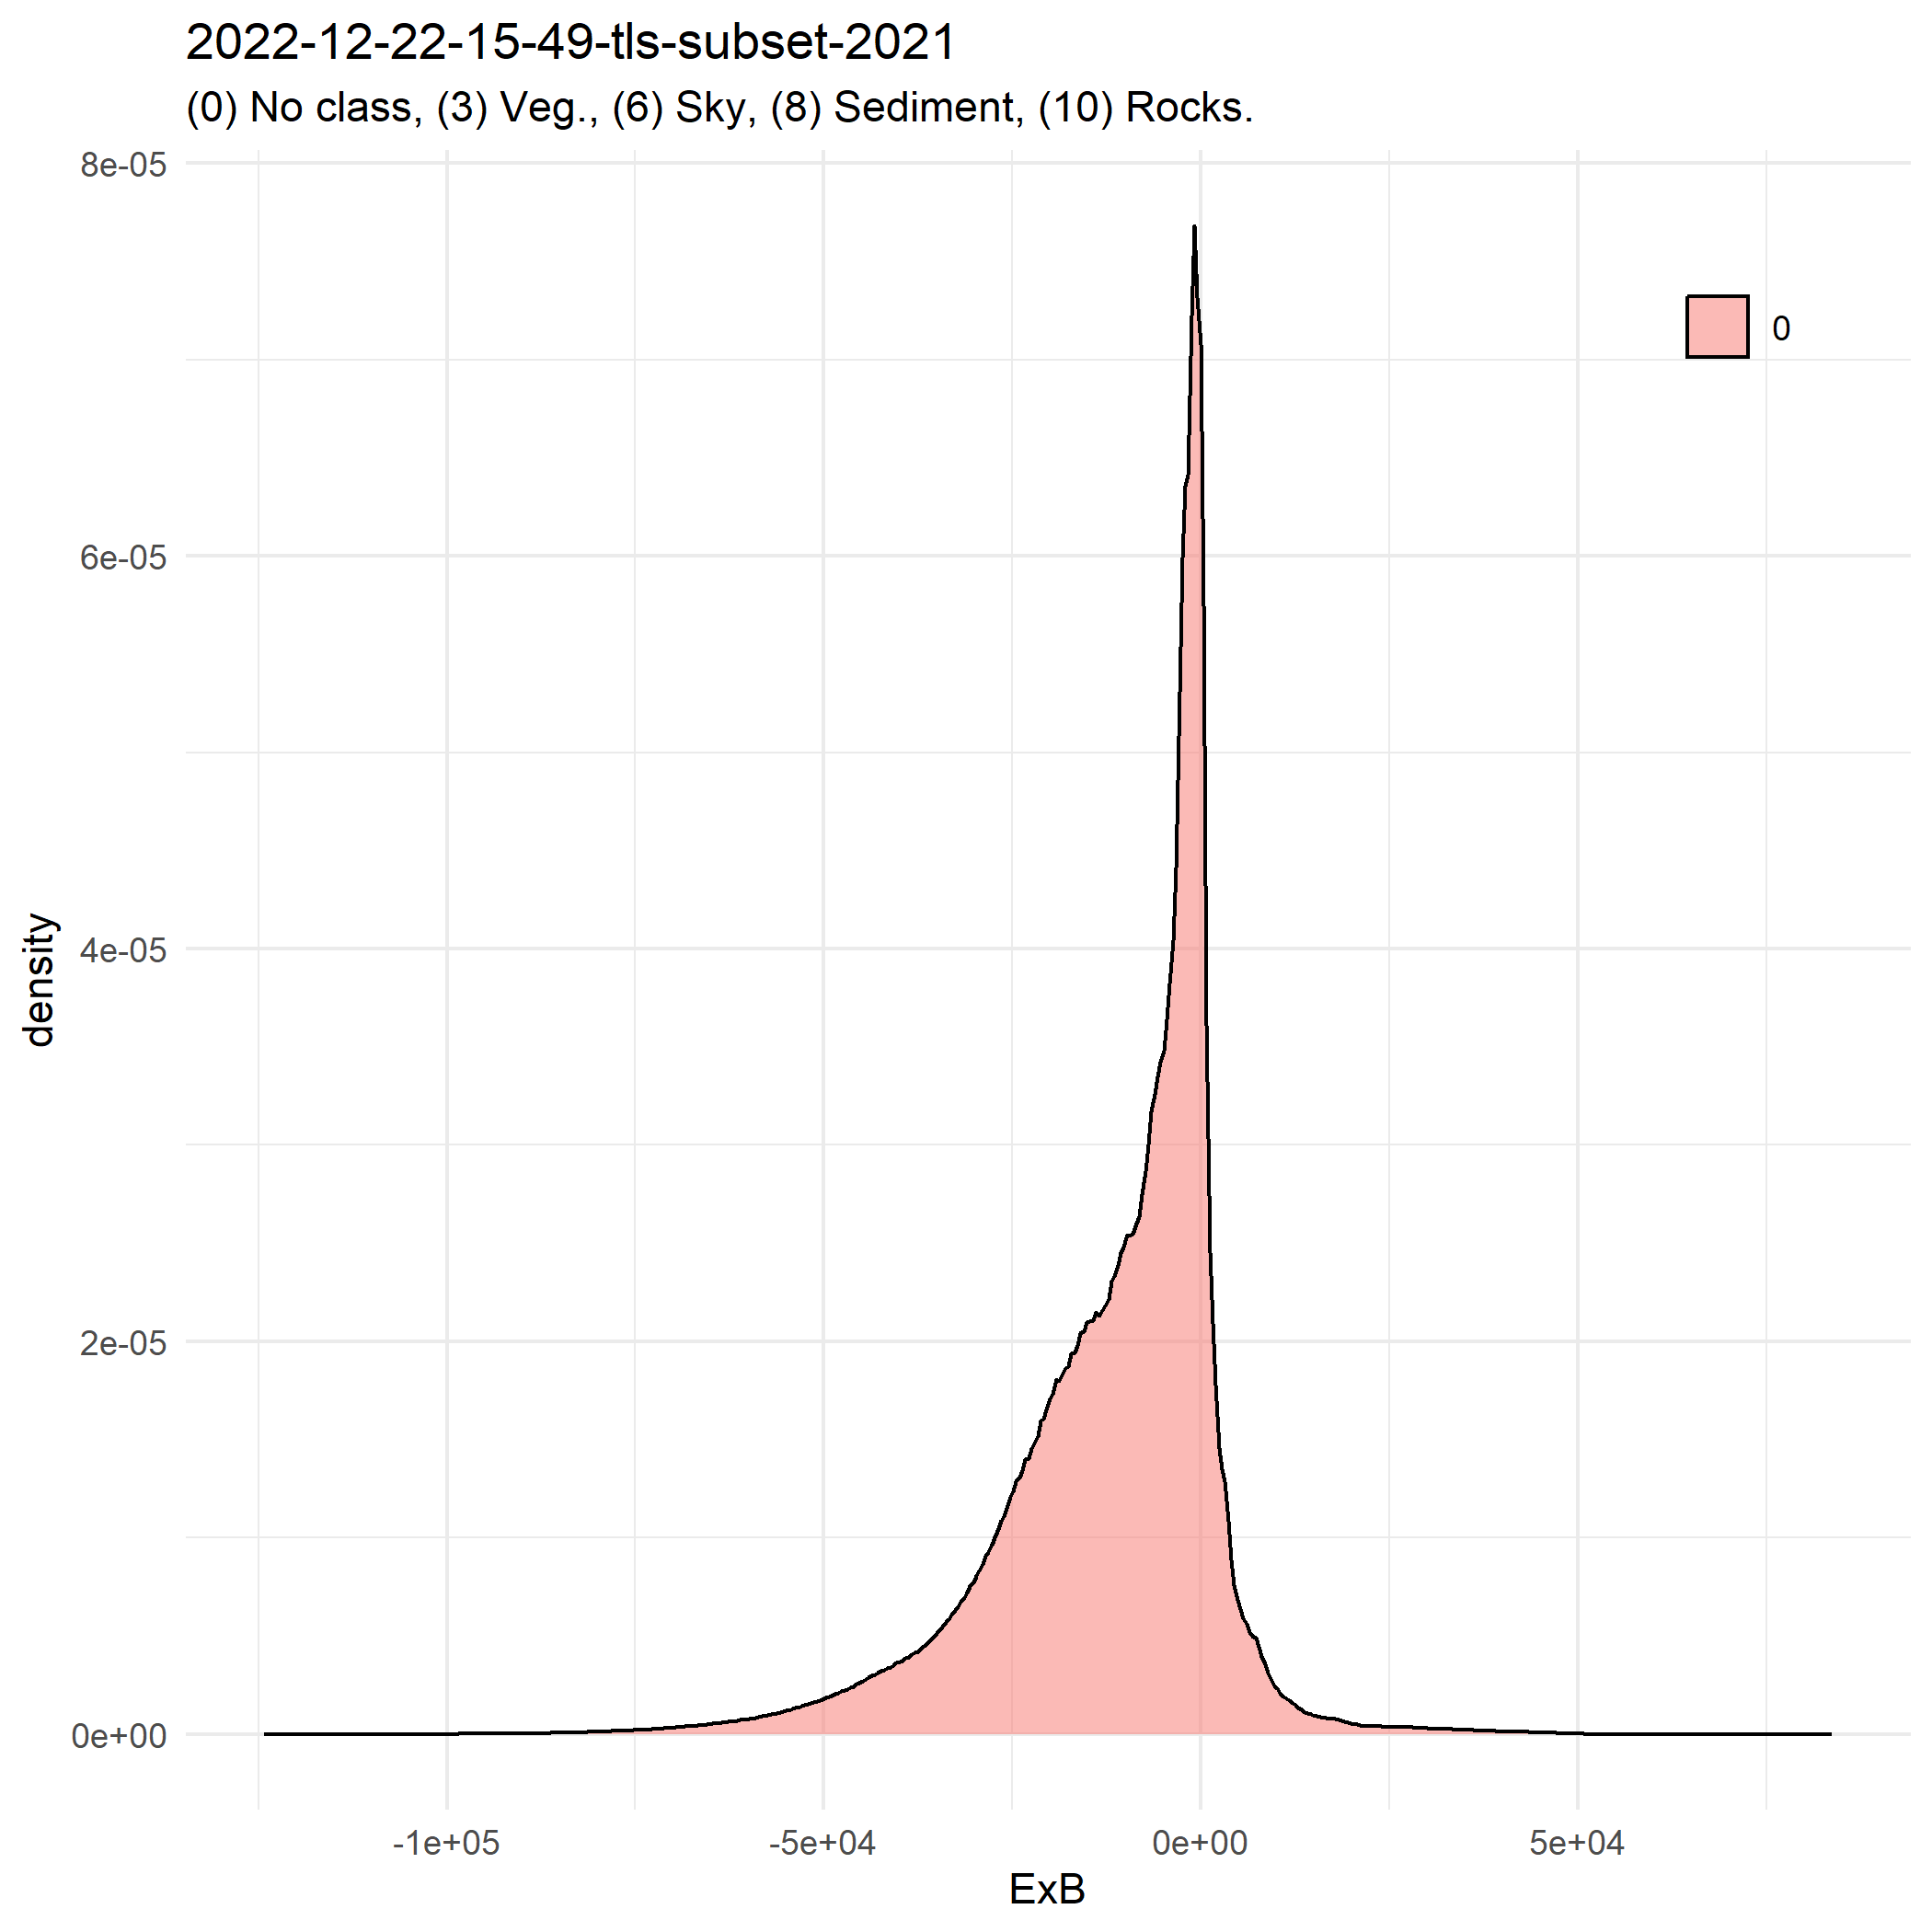 2022-12-22-15-49-tls-subset-2021
(0) No class, (3) Veg., (6) Sky, (8) Sediment, (10) Rocks.
8e-05
6e-05
4e-05
2e-05
0e+00
density
0
-1e+05
-5e+04
0e+00
5e+04
ExB